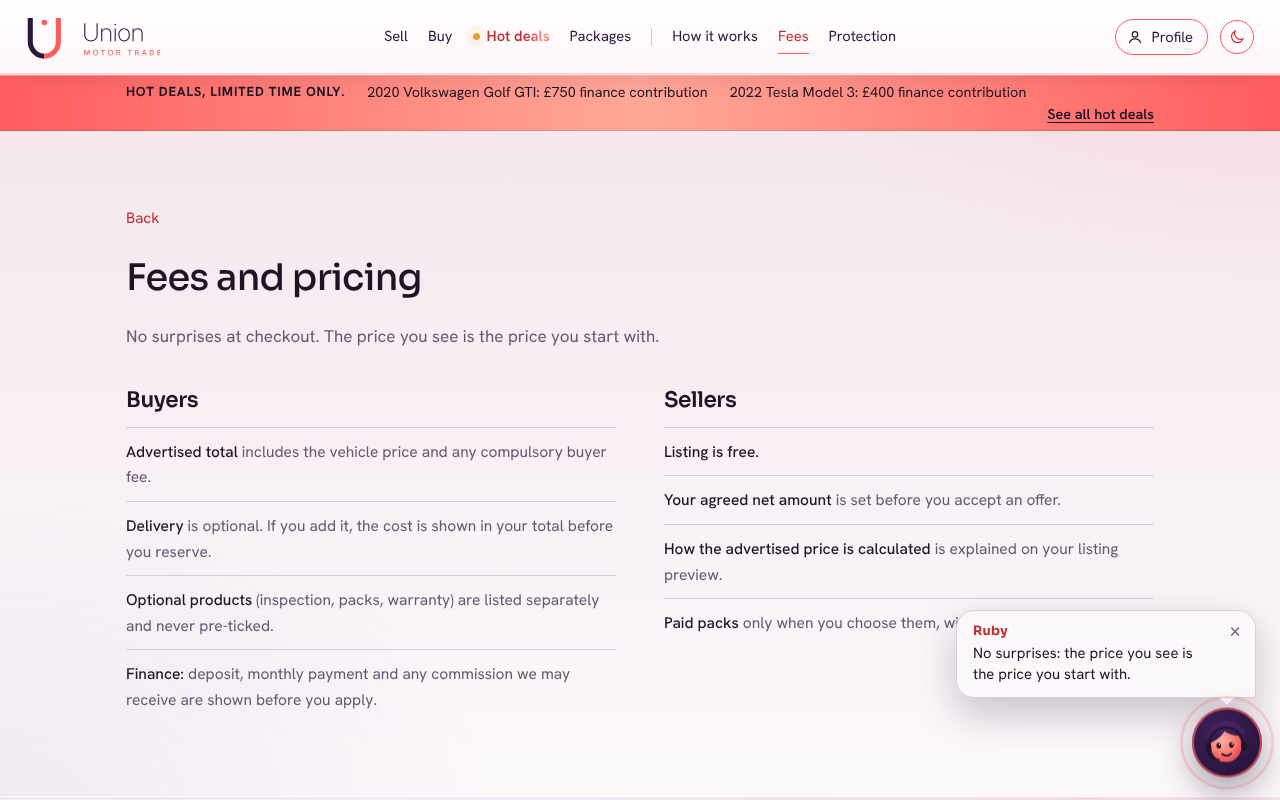 Union
MOTOR TRADE
Sell
Buy
Hot deals
Packages
How it works
Fees
Protection
Profile
HOT DEALS, LIMITED TIME ONLY.
2020 Volkswagen Golf GTI: £750 finance contribution
2022 Tesla Model 3: £400 finance contribution
See all hot deals
Back
Fees and pricing
No surprises at checkout. The price you see is the price you start with.
Buyers
Advertised total includes the vehicle price and any compulsory buyer
fee.
Delivery is optional. If you add it, the cost is shown in your total before
you reserve.
Optional products (inspection, packs, warranty) are listed separately
and never pre-ticked.
Finance: deposit, monthly payment and any commission we may
receive are shown before you apply.
Sellers
Listing is free.
Your agreed net amount is set before you accept an offer.
How the advertised price is calculated is explained on your listing
preview.
Paid packs only when you choose them,
Ruby
No surprises: the price you see is
the price you start with.